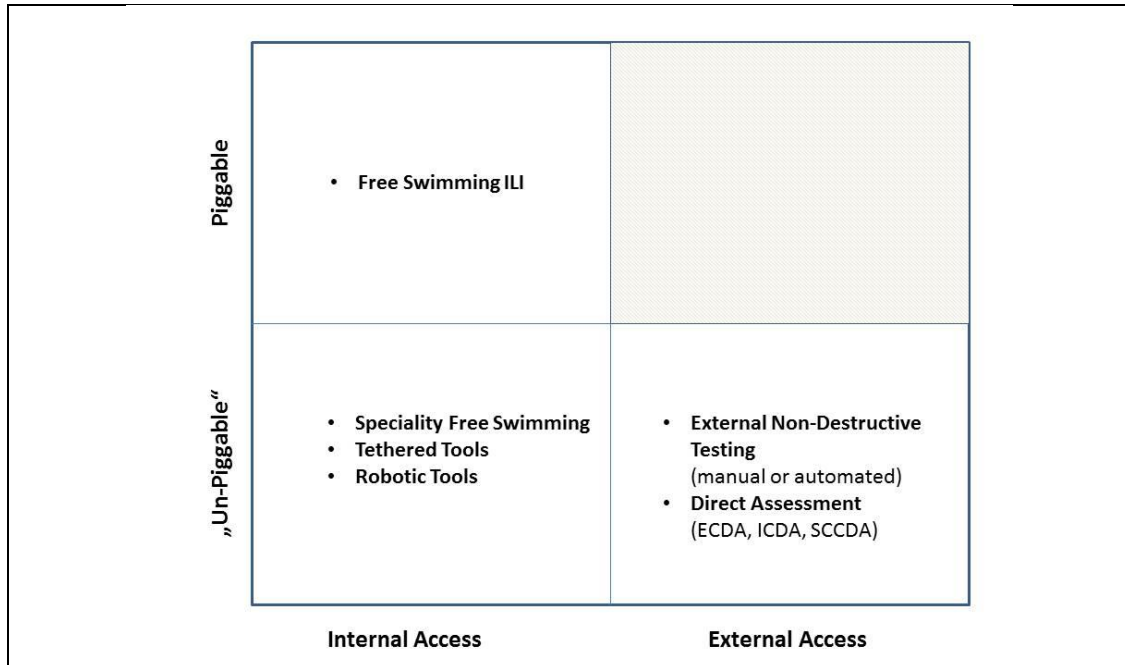 Piggable
• Free Swimming ILI
„Un-Piggable“
• Speciality Free Swimming
• Tethered Tools
• Robotic Tools
• External Non-Destructive
Testing
(manual or automated)
• Direct Assessment
(ECDA, ICDA, SCCDA)
Internal Access
External Access